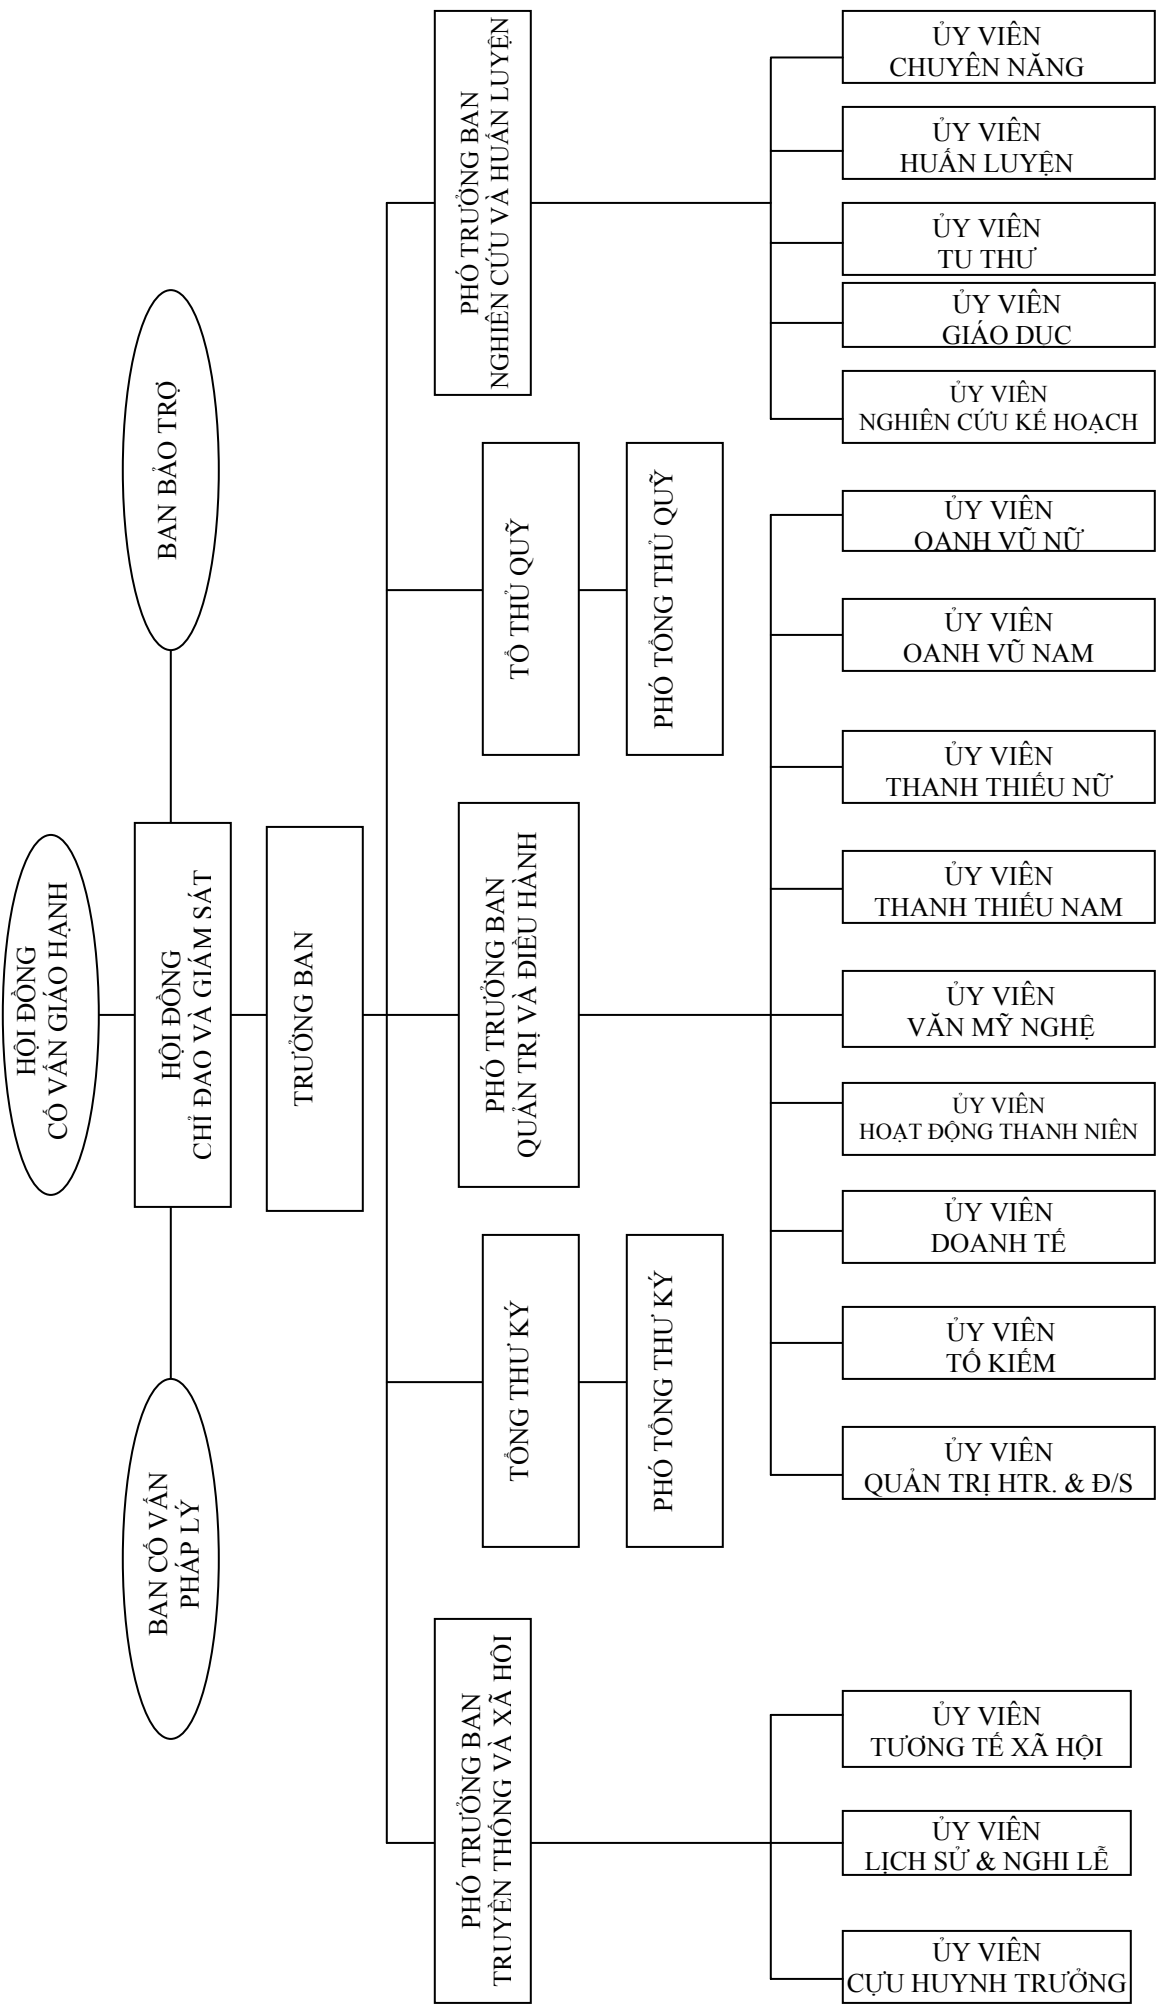 HỘI ĐỒNG
CỐ VẤN GIÁO HẠNH
BAN CỐ VẤN
PHÁP LÝ
HỘI ĐỒNG
CHỈ ĐAO VÀ GIÁM SÁT
BAN BẢO TRỢ
TRƯỞNG BAN
PHÓ TRƯỞNG BAN
TRUYỀN THỐNG VÀ XÃ HÔI
TỔNG THƯ KÝ
PHÓ TỔNG THƯ KÝ
PHÓ TRƯỞNG BAN
QUẢN TRỊ VÀ ĐIỀU HÀNH
TỔ THỦ QUỸ
PHÓ TỔNG THỦ QUỸ
PHÓ TRƯỞNG BAN
NGHIÊN CỨU VÀ HUẤN LUYỆN
ỦY VIÊN
CHUYÊN NĂNG
ỦY VIÊN
HUẤN LUYỆN
ỦY VIÊN
TU THƯ
ỦY VIÊN
GIÁO DUC
ỦY VIÊN
NGHIÊN CỨU KẾ HOẠCH
ỦY VIÊN
OANH VŨ NỮ
ỦY VIÊN
OANH VŨ NAM
ỦY VIÊN
THANH THIẾU NỮ
ỦY VIÊN
THANH THIẾU NAM
ỦY VIÊN
VĂN MỸ NGHỆ
ỦY VIÊN
HOẠT ĐỘNG THANH NIÊN
ỦY VIÊN
DOANH TẾ
ỦY VIÊN
TỐ KIẾM
ỦY VIÊN
QUẢN TRỊ HTR. & Đ/S
ỦY VIÊN
TƯƠNG TẾ XÃ HỘI
ỦY VIÊN
LỊCH SỬ & NGHI LỄ
ỦY VIÊN
CỰU HUYNH TRƯỞNG